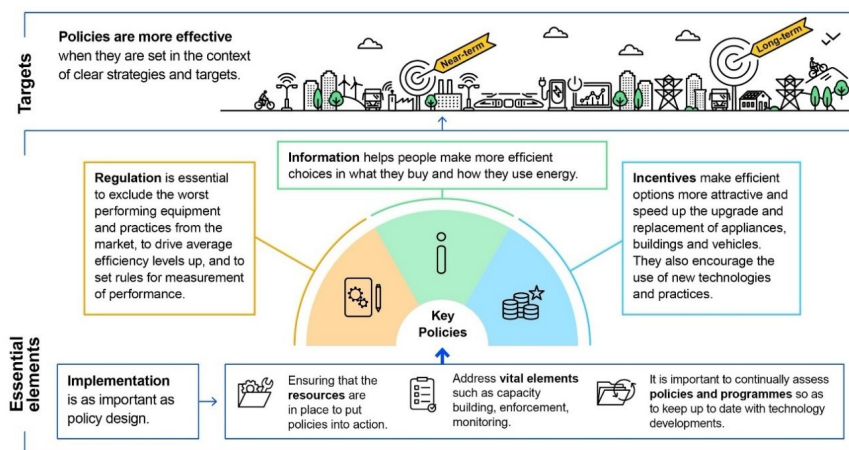 Targets
Policies are more effective
when they are set in the context
of clear strategies and targets.
Near-term
Long-term
Essential
elements
Regulation is essential
to exclude the worst
performing equipment
and practices from the
market, to drive average
efficiency levels up, and to
set rules for measurement
of performance.
Information helps people make more efficient
choices in what they buy and how they use energy.
Incentives make efficient
options more attractive and
speed up the upgrade and
replacement of appliances,
buildings and vehicles.
They also encourage the
use of new technologies
and practices.
Key
Policies
Implementation
is as important as
policy design.
Ensuring that the
resources are
in place to put
policies into action.
Address vital elements
such as capacity
building, enforcement,
monitoring.
It is important to continually assess
policies and programmes so as
to keep up to date with technology
developments.